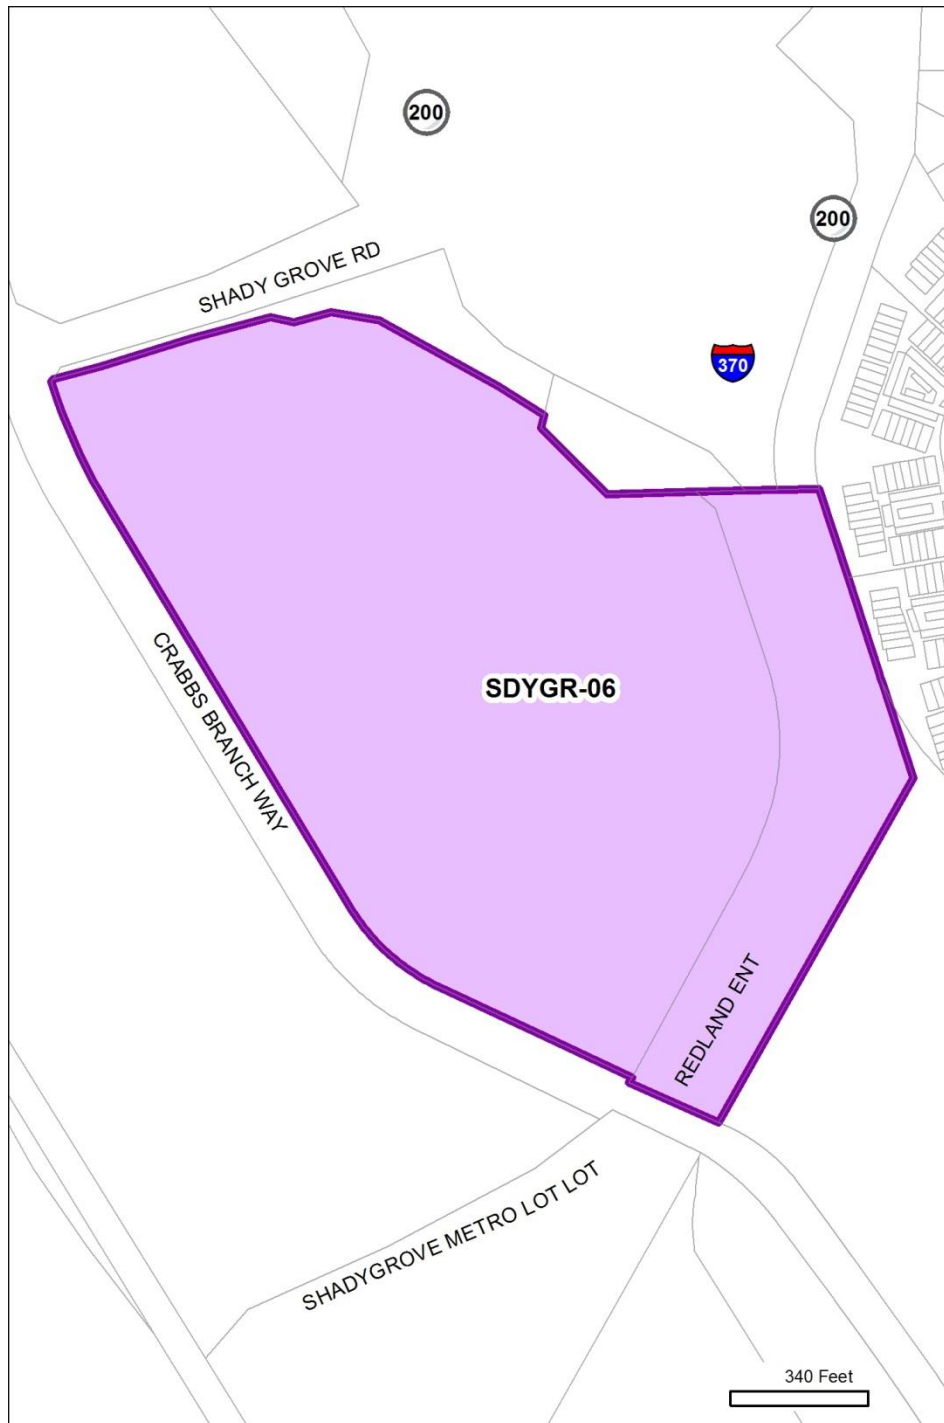 200
200
SHADY GROVE RD
370
SDYGR-06
CRABBS BRANCH WAY
REDLAND ENT
SHADYGROVE METRO LOT LOT
340 Feet